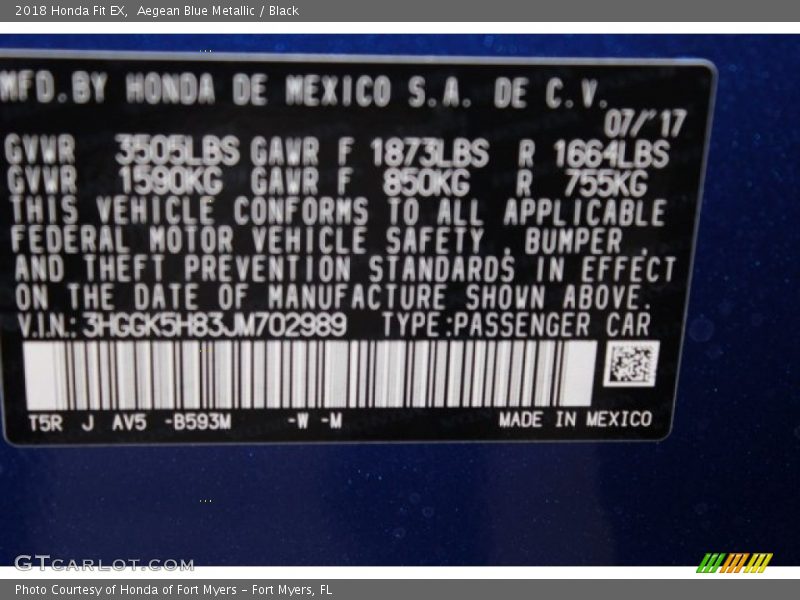 2018 Honda Fit EX,  Aegean Blue Metallic / Black
MFD.BY HONDA DE MEXICO S.A. DE C.V.
07/'17
GVWR 3505LBS GAWR F 1873LBS R 1664LBS
GVWR 1590KG GAWR F 850KG R 755KG
THIS VEHICLE CONFORMS TO ALL APPLICABLE
FEDERAL MOTOR VEHICLE SAFETY , BUMPER ,
AND THEFT PREVENTION STANDARDS IN EFFECT
ON THE DATE OF MANUFACTURE SHOWN ABOVE.
V.I.N.: 3HGGK5H83JM702989 TYPE:PASSENGER CAR
T5R J AV5 -B593M -W -M MADE IN MEXICO
GTCARLOT.COM
Photo Courtesy of Honda of Fort Myers – Fort Myers, FL